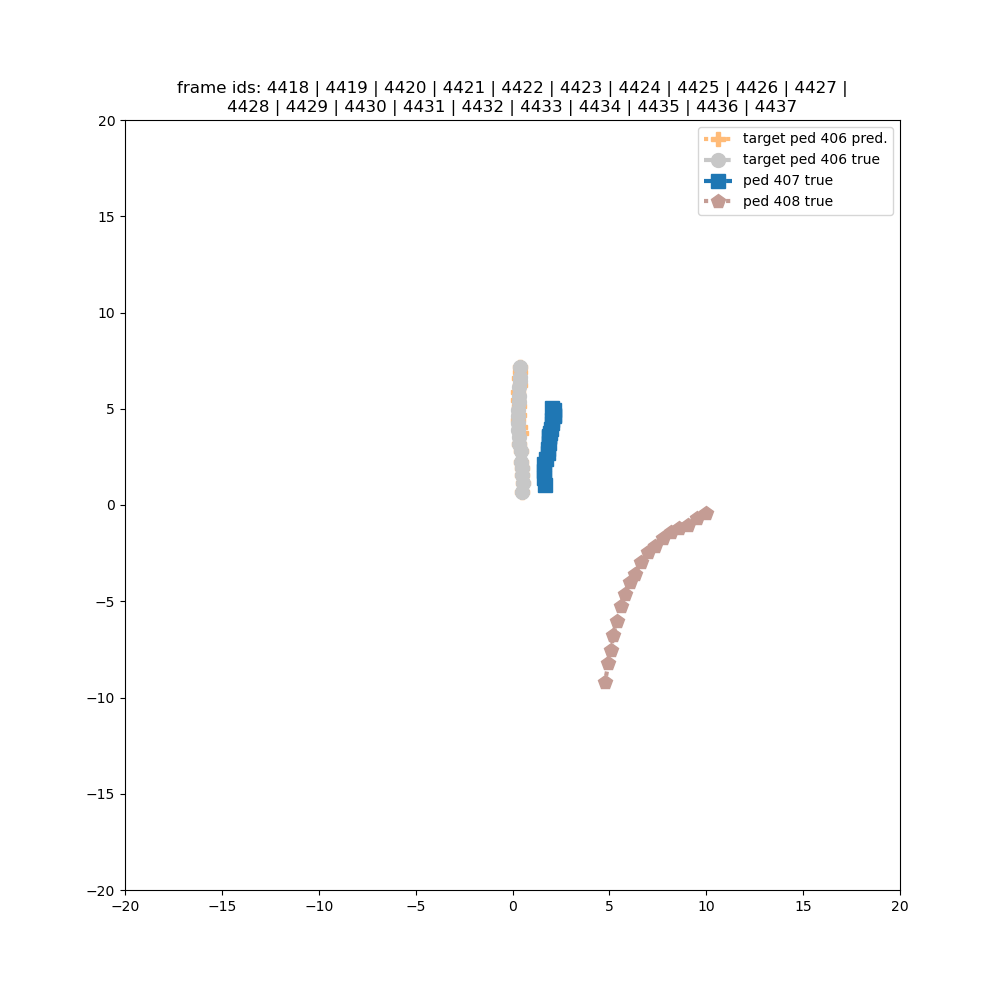 frame ids: 4418 | 4419 | 4420 | 4421 | 4422 | 4423 | 4424 | 4425 | 4426 | 4427 |
4428 | 4429 | 4430 | 4431 | 4432 | 4433 | 4434 | 4435 | 4436 | 4437
target ped 406 pred.
target ped 406 true
ped 407 true
ped 408 true
20
15
10
5
0
−5
−10
−15
−20
−20 −15 −10 −5 0 5 10 15 20